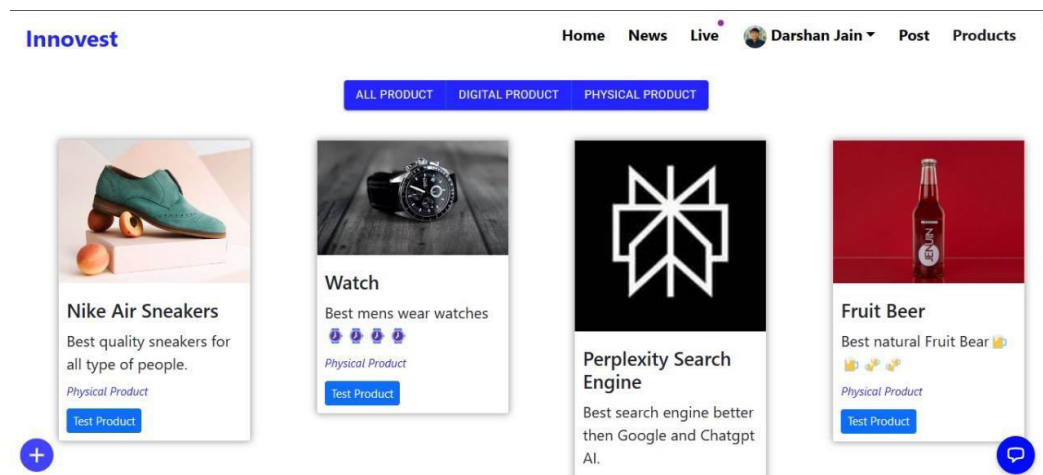 Innovest
Home News Live Darshan Jain Post Products
ALL PRODUCT DIGITAL PRODUCT PHYSICAL PRODUCT
Nike Air Sneakers
Best quality sneakers for
all type of people.
Physical Product
Test Product
Watch
Best mens wear watches
⌚ ⌚ ⌚ ⌚
Physical Product
Test Product
Perplexity Search
Engine
Best search engine better
then Google and Chatgpt
AI.
JENUIN
Fruit Beer
Best natural Fruit Bear 🍺
🍺 🍻 🍻
Physical Product
Test Product